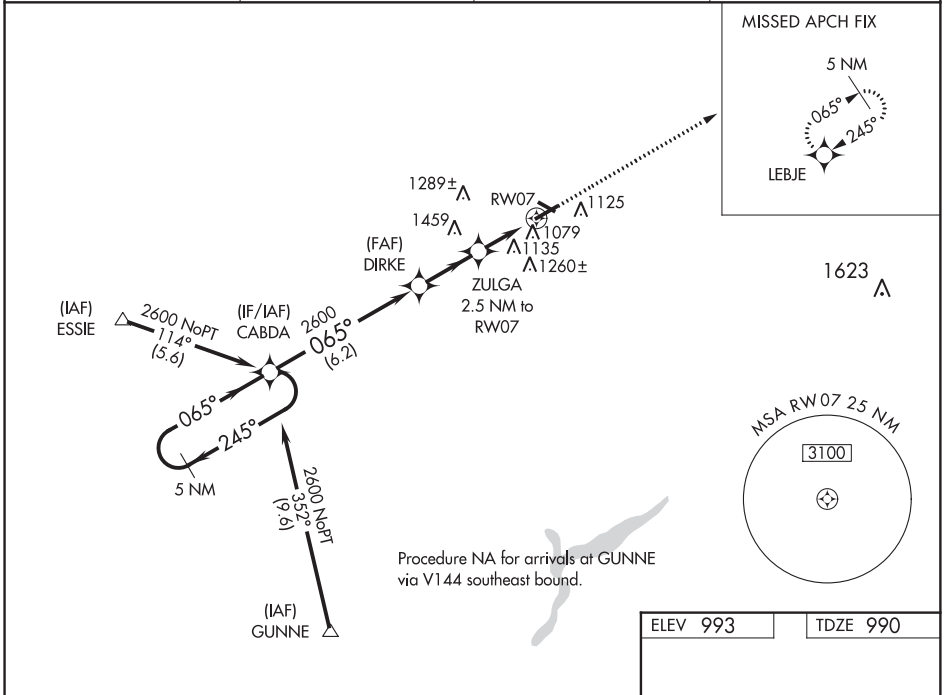 MISSED APCH FIX
5 NM
065°
245°
LEBJE
1289±
1459
RW07
1125
1079
1135
1260±
(FAF)
DIRKE
ZULGA
2.5 NM to
RW07
1623
(IAF)
ESSIE
2600 NoPT
114°
(5.6)
(IF/IAF)
CABDA
2600
065°
(6.2)
065°
245°
5 NM
2600 NoPT
352°
(9.6)
MSA RW 07 25 NM
3100
Procedure NA for arrivals at GUNNE
via V144 southeast bound.
(IAF)
GUNNE
ELEV 993
TDZE 990